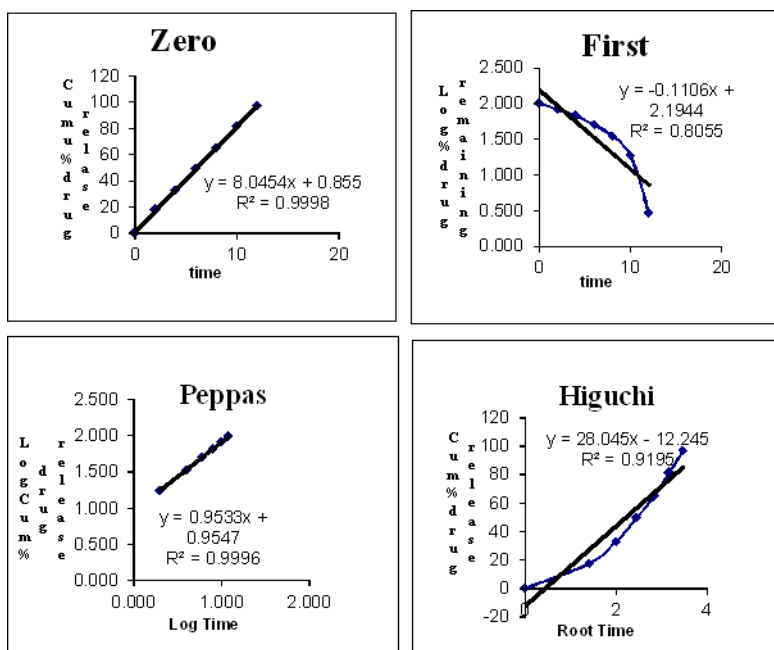 Zero
Cumu%drug
relase
120
100
80
60
40
20
0
y = 8.0454x + 0.855
R² = 0.9998
0
10
20
time
First
Log%drug
remaining
2.500
2.000
1.500
1.000
0.500
0.000
y = -0.1106x +
2.1944
R² = 0.8055
0
10
20
time
Peppas
LogCum%
drug
release
2.500
2.000
1.500
1.000
0.500
0.000
y = 0.9533x +
0.9547
R² = 0.9996
0.000
1.000
2.000
Log Time
Higuchi
Cum%drug
release
120
100
80
60
40
20
0
-20
y = 28.045x - 12.245
R² = 0.9195
0
2
4
Root Time